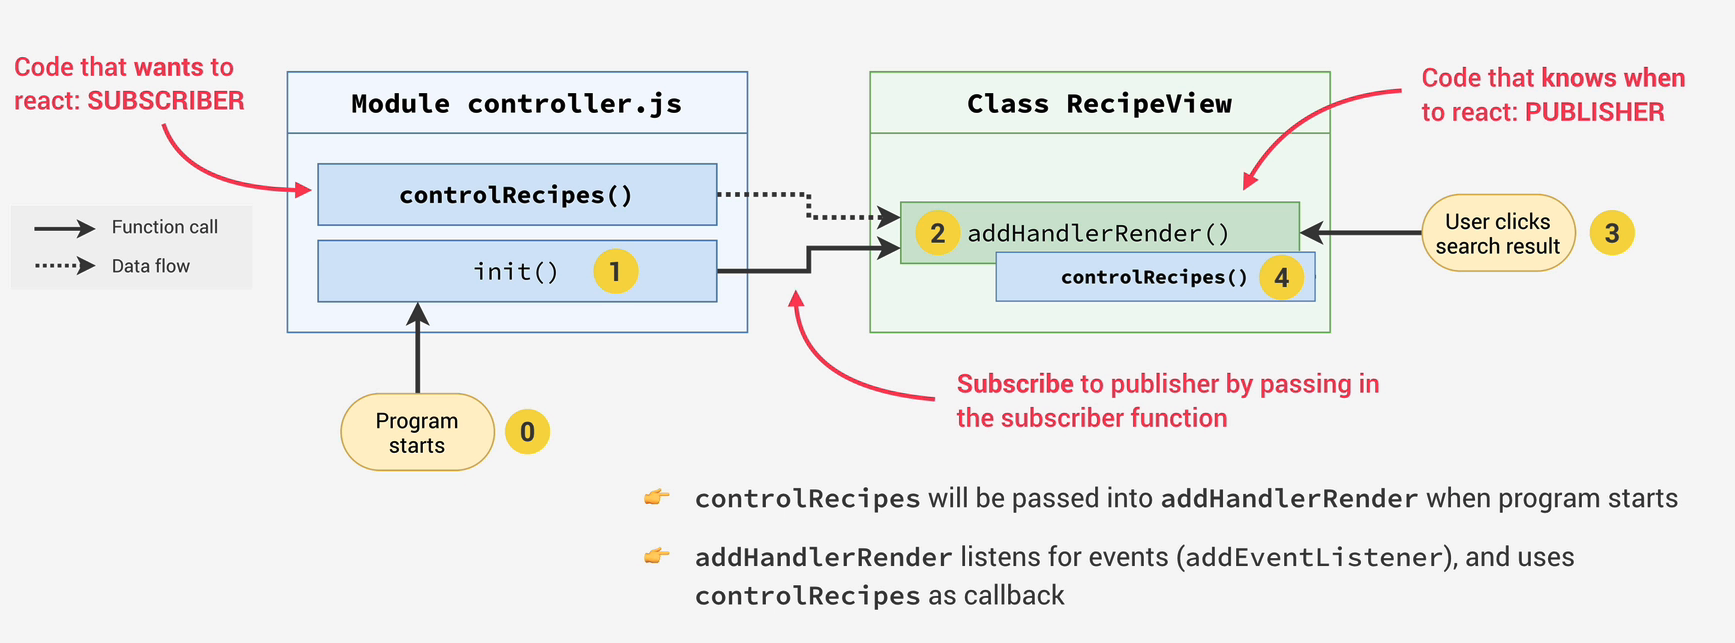 Code that wants to
react: SUBSCRIBER
Module controller.js
Class RecipeView
Code that knows when
to react: PUBLISHER
controlRecipes()
Function call
Data flow
init() 1
2 addHandlerRender()
controlRecipes() 4
User clicks
search result
3
Program
starts
0
Subscribe to publisher by passing in
the subscriber function
👉 controlRecipes will be passed into addHandlerRender when program starts
👉 addHandlerRender listens for events (addEventListener), and uses
controlRecipes as callback